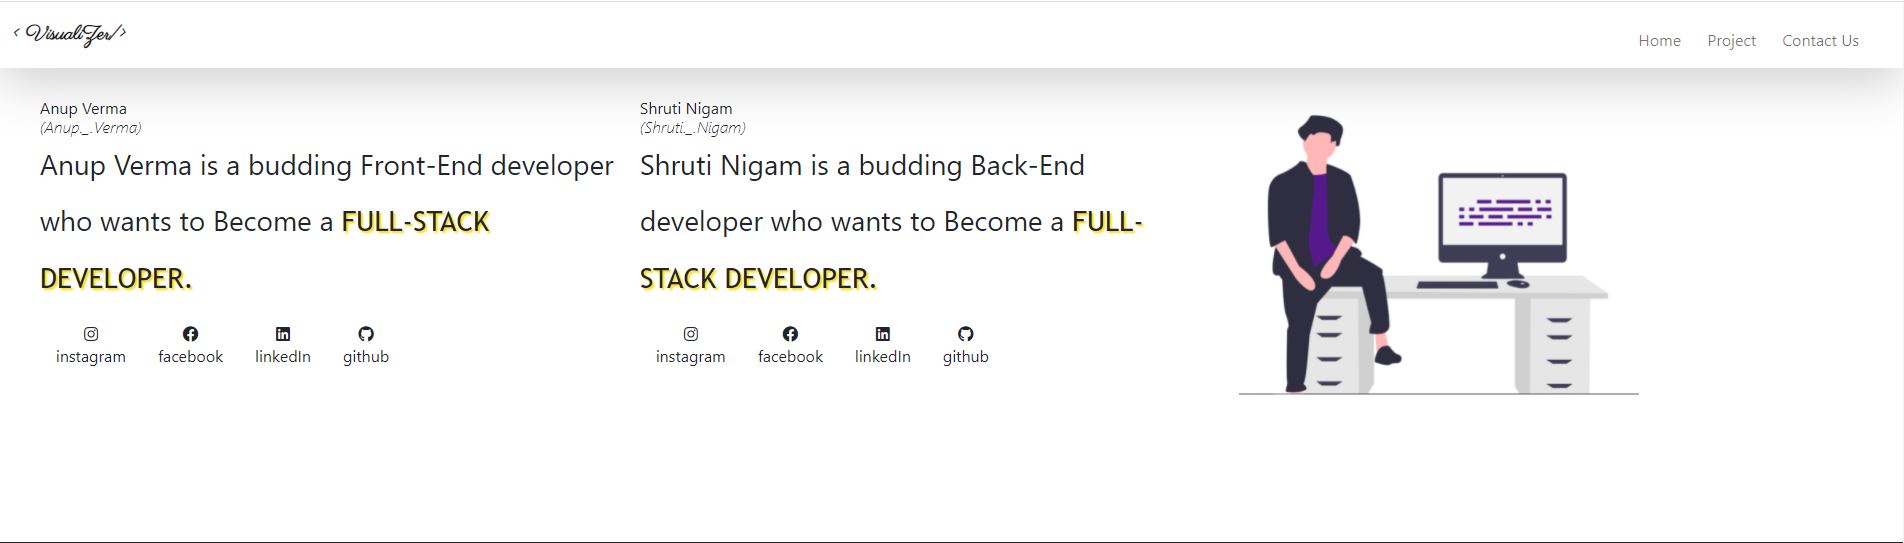 < VisualiZer/>
Home Project Contact Us
Anup Verma
(Anup._.Verma)
Anup Verma is a budding Front-End developer
who wants to Become a FULL-STACK
DEVELOPER.
instagram facebook linkedIn github
Shruti Nigam
(Shruti._.Nigam)
Shruti Nigam is a budding Back-End
developer who wants to Become a FULL-
STACK DEVELOPER.
instagram facebook linkedIn github